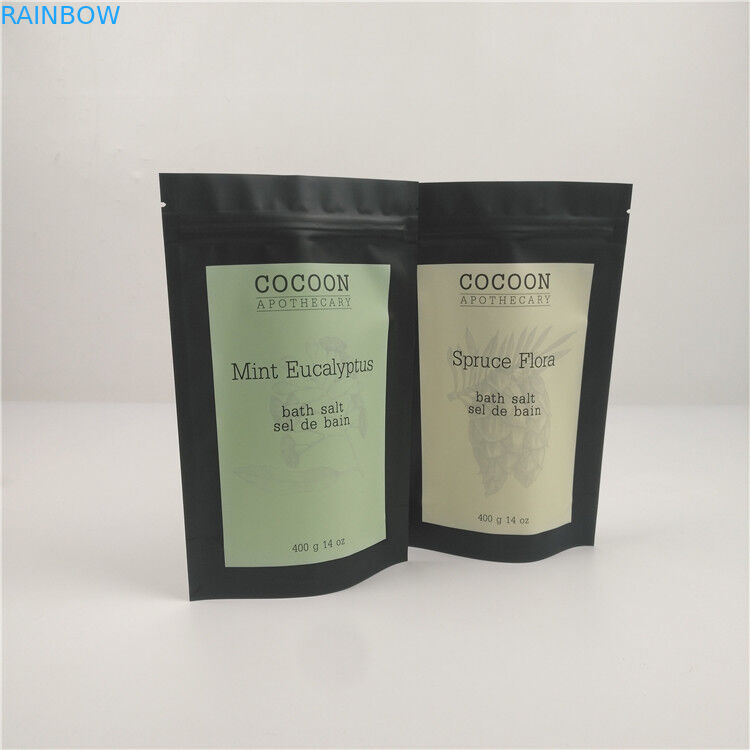 RAINBOW
COCOON
APOTHECARY
Mint Eucalyptus
bath salt
sel de bain
400 g 14 oz
COCOON
APOTHECARY
Spruce Flora
bath salt
sel de bain
400 g 14 oz